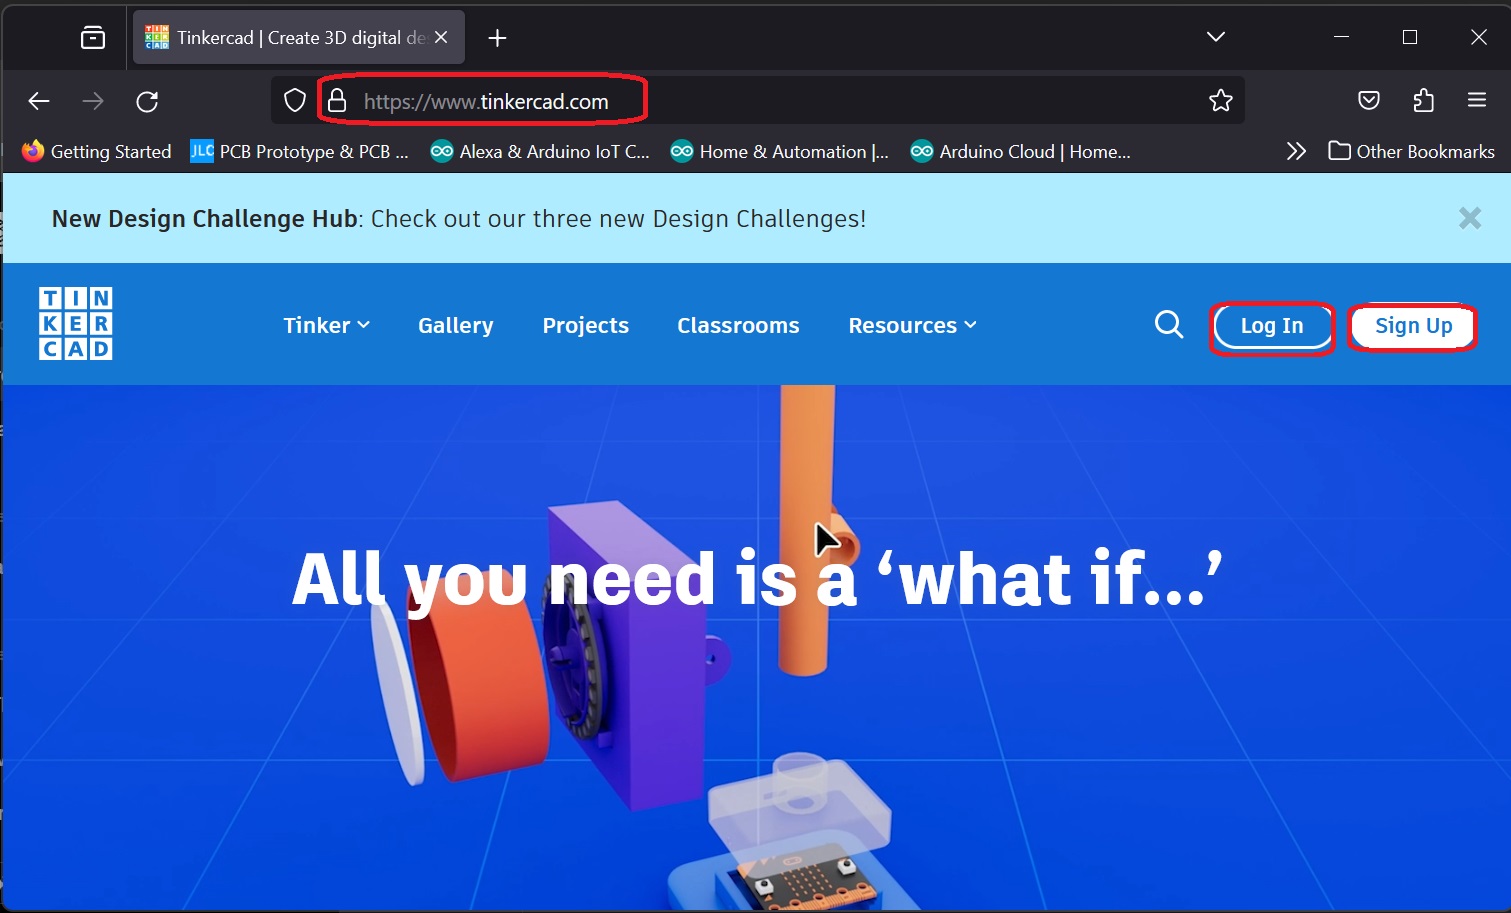 Tinkercad | Create 3D digital de
https://www.tinkercad.com
Getting Started JLC PCB Prototype & PCB ... Alexa & Arduino IoT C... Home & Automation |... Arduino Cloud | Home... Other Bookmarks
New Design Challenge Hub: Check out our three new Design Challenges!
TIN
KER
CAD
Tinker Gallery Projects Classrooms Resources Log In Sign Up
All you need is a ‘what if...’